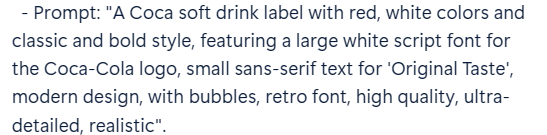 - Prompt: "A Coca soft drink label with red, white colors and
classic and bold style, featuring a large white script font for
the Coca-Cola logo, small sans-serif text for 'Original Taste',
modern design, with bubbles, retro font, high quality, ultra-
detailed, realistic".